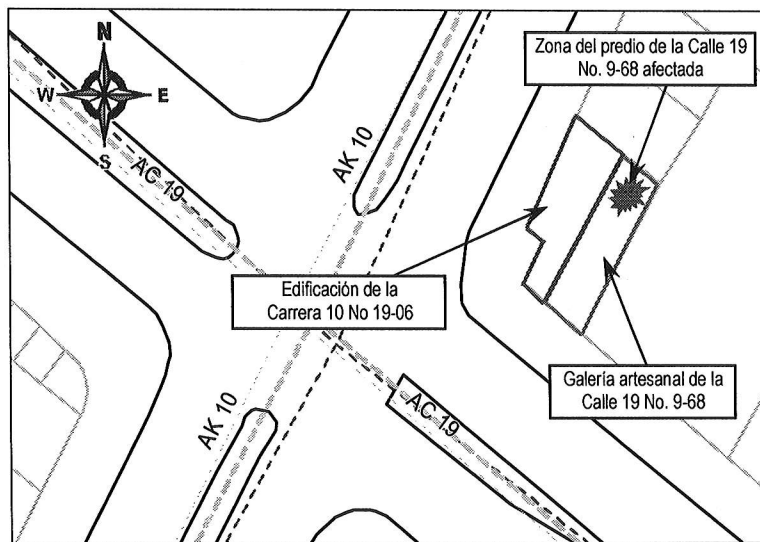 N
W
E
S
Zona del predio de la Calle 19
No. 9-68 afectada
AC 19
AK 10
Edificación de la
Carrera 10 No 19-06
Galería artesanal de la
Calle 19 No. 9-68
AK 10
AC 19